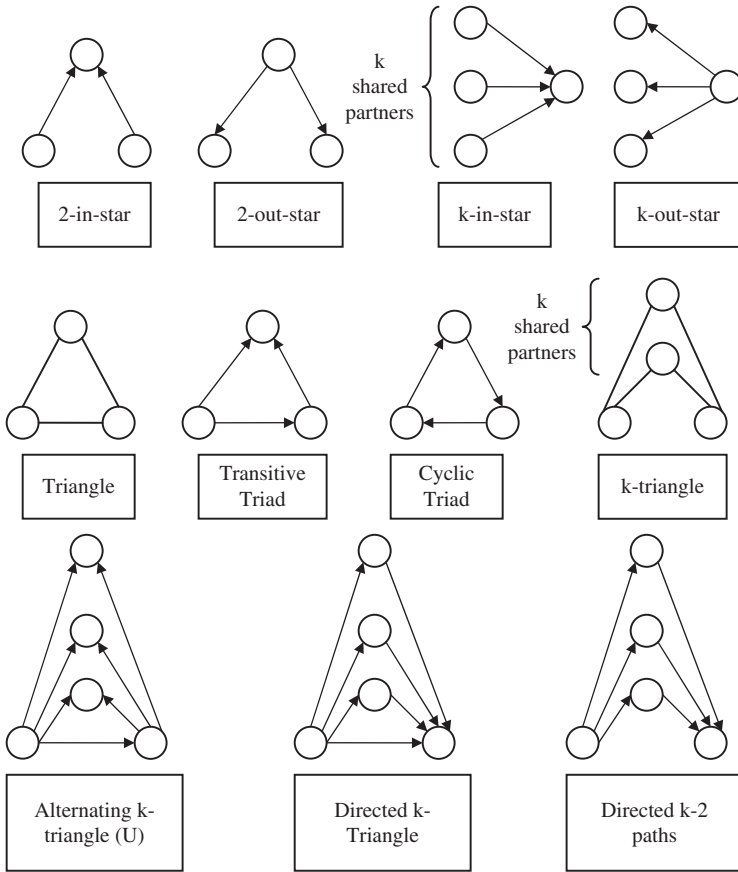 k
shared
partners
2-in-star
2-out-star
k-in-star
k-out-star
k
shared
partners
Triangle
Transitive
Triad
Cyclic
Triad
k-triangle
Alternating k-
triangle (U)
Directed k-
Triangle
Directed k-2
paths